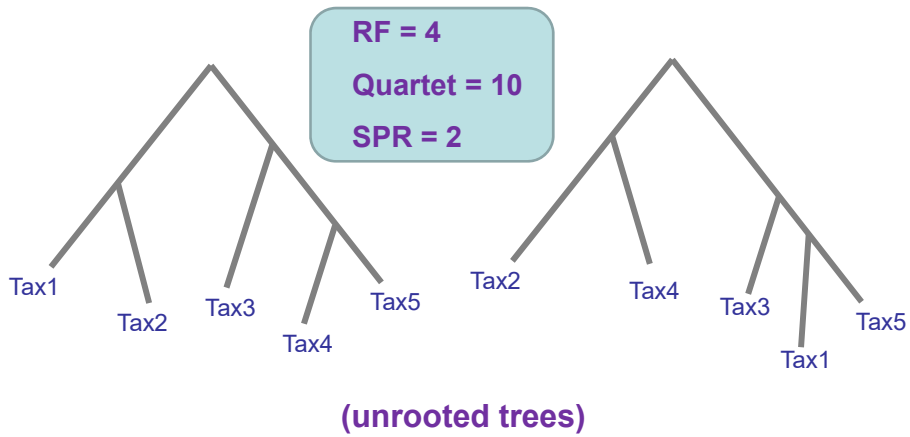 RF = 4
Quartet = 10
SPR = 2
Tax1
Tax2
Tax3
Tax4
Tax5
Tax2
Tax4
Tax3
Tax1
Tax5
(unrooted trees)